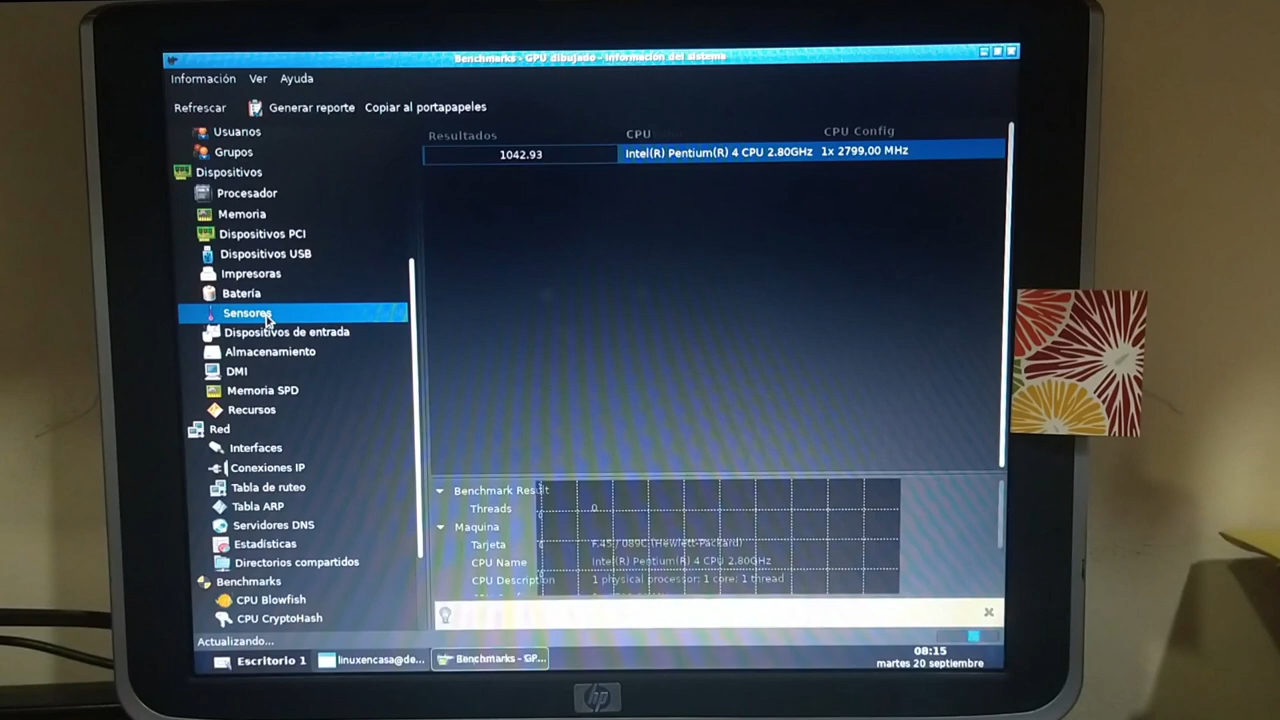 Benchmarks - GPU dibujado - Información del sistema
Información Ver Ayuda
Refrescar Generar reporte Copiar al portapapeles
Usuarios
Grupos
Dispositivos
Procesador
Memoria
Dispositivos PCI
Dispositivos USB
Impresoras
Batería
Sensores
Dispositivos de entrada
Almacenamiento
DMI
Memoria SPD
Recursos
Red
Interfaces
Conexiones IP
Tabla de ruteo
Tabla ARP
Servidores DNS
Estadísticas
Directorios compartidos
Benchmarks
CPU Blowfish
CPU CryptoHash
Resultados CPU CPU Config
1042.93 Intel(R) Pentium(R) 4 CPU 2.80GHz 1x 2799,00 MHz
Benchmark Result
Threads 0
Maquina
Tarjeta F.45 / 089C (Hewlett-Packard)
CPU Name Intel(R) Pentium(R) 4 CPU 2.80GHz
CPU Description 1 physical processor; 1 core; 1 thread
Actualizando...
Escritorio 1 linuxencasa@de... Benchmarks - GP...
08:15
martes 20 septiembre
hp